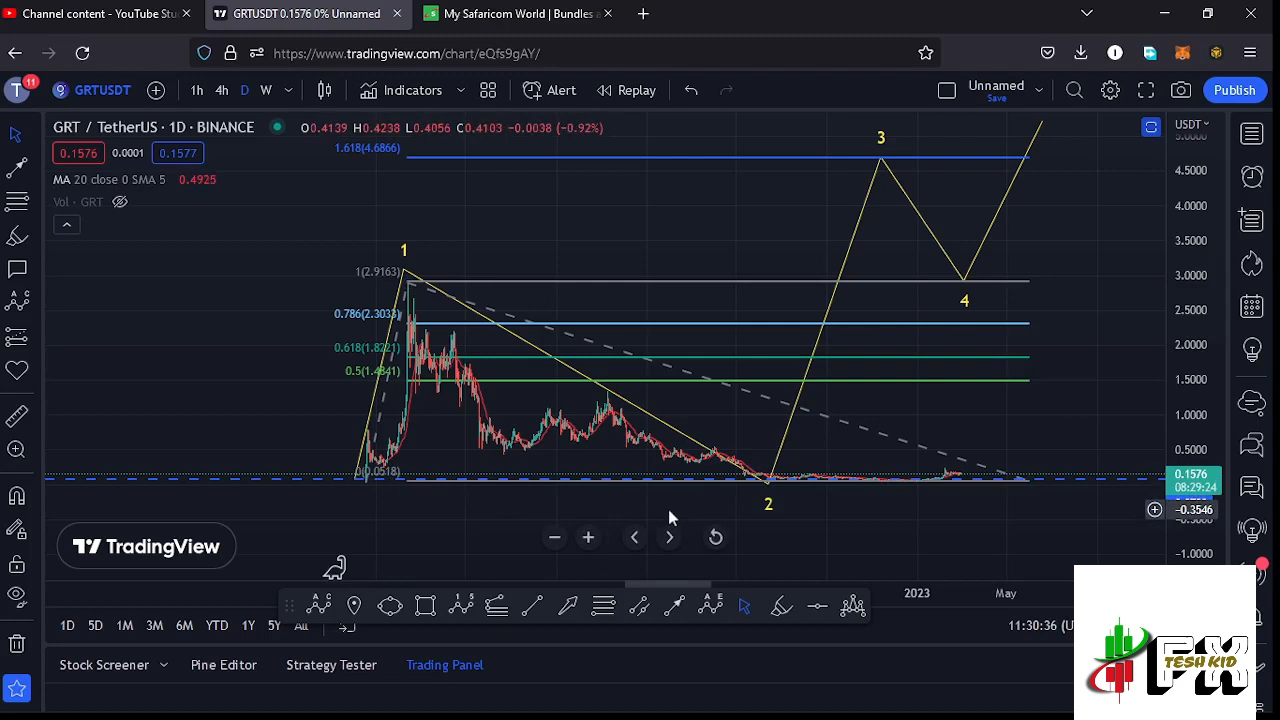 Channel content - YouTube Stu
GRTUSDT 0.1576 0% Unnamed
My Safaricom World | Bundles a
https://www.tradingview.com/chart/eQfs9gAY/
T
11
GRTUSDT
1h
4h
D
W
Indicators
Alert
Replay
Unnamed
Save
Publish
GRT / TetherUS · 1D · BINANCE
O0.4139 H0.4238 L0.4056 C0.4103 −0.0038 (−0.92%)
0.1576
0.0001
0.1577
MA 20 close 0 SMA 5 0.4925
Vol · GRT
USDT
5.0000
4.5000
4.0000
3.5000
3.0000
2.5000
2.0000
1.5000
1.0000
0.5000
0.1576
08:29:24
−0.3546
−1.0000
1.618(4.6866)
1(2.9163)
0.786(2.3033)
0.618(1.8221)
0.5(1.4841)
0(0.0518)
1
2
3
4
TradingView
2023
May
1D
5D
1M
3M
6M
YTD
1Y
5Y
All
11:30:36 (U
Stock Screener
Pine Editor
Strategy Tester
Trading Panel
FX
TESH KID